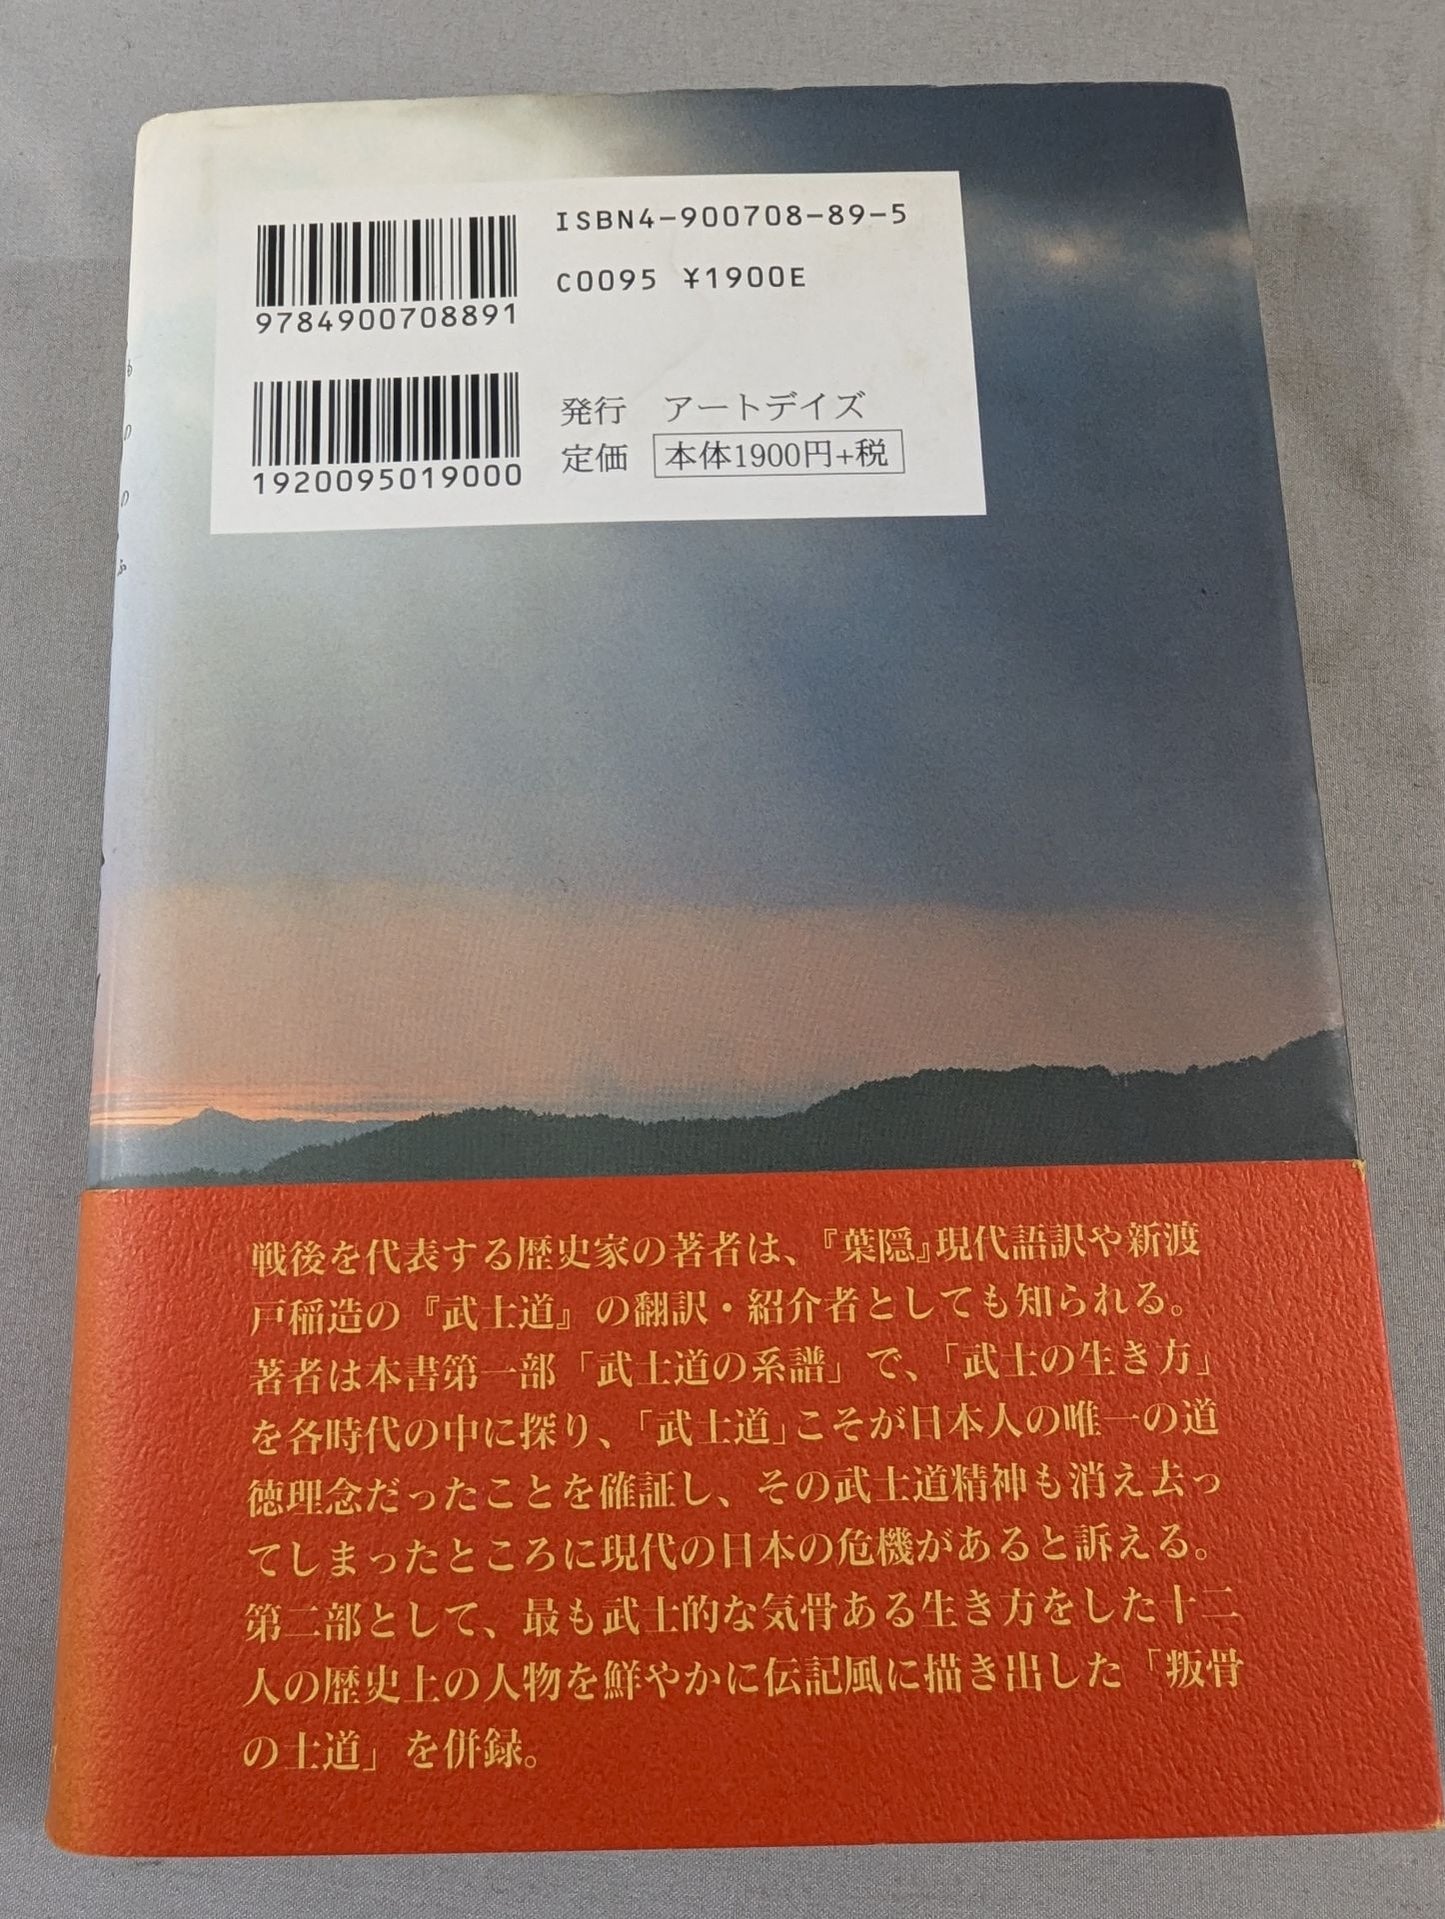 ISBN4-900708-89-5
C0095 ¥1900E
9784900708891
1920095019000
発行 アートデイズ
定価 本体1900円+税
戦後を代表する歴史家の著者は、『葉隠』現代語訳や新渡
戸稲造の『武士道』の翻訳・紹介者としても知られる。
著者は本書第一部「武士道の系譜」で、「武士の生き方」
を各時代の中に探り、「武士道」こそが日本人の唯一の道
徳理念だったことを確証し、その武士道精神も消え去っ
てしまったところに現代の日本の危機があると訴える。
第二部として、最も武士的な気骨ある生き方をした十二
人の歴史上の人物を鮮やかに伝記風に描き出した「叛骨
の士道」を併録。